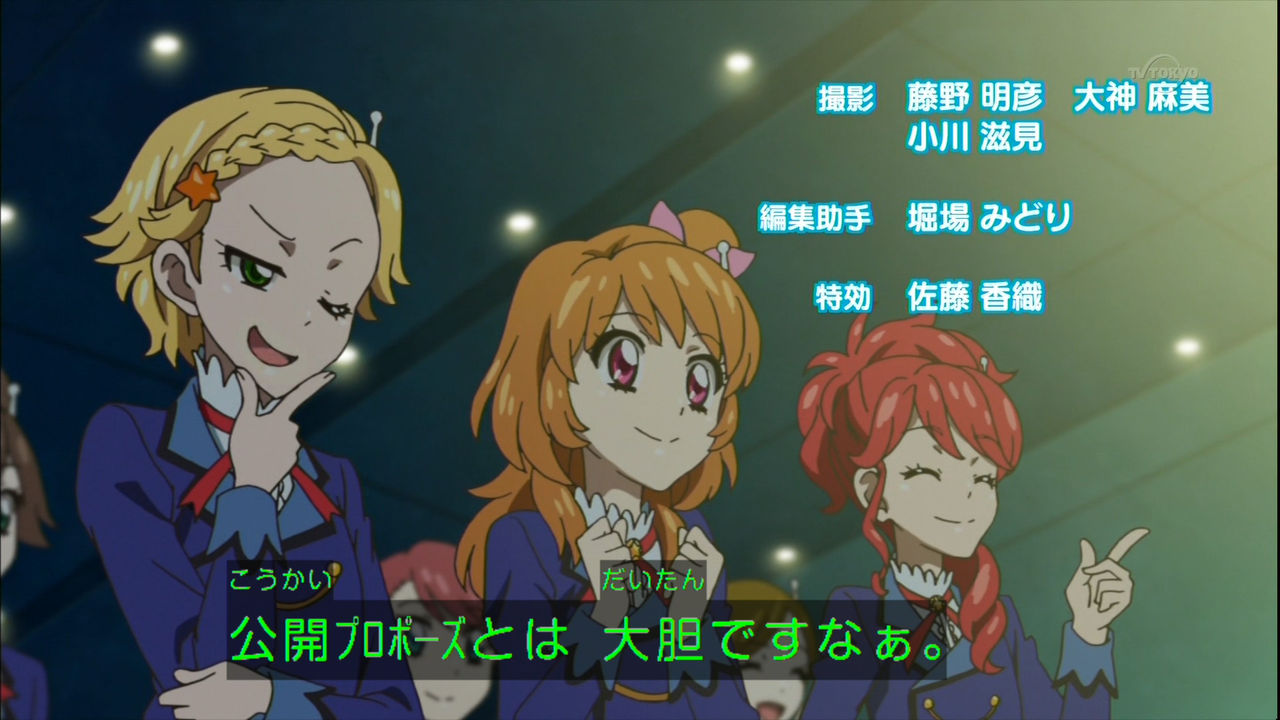 TV TOKYO
撮影 藤野 明彦 大神 麻美
小川 滋見
編集助手 堀場 みどり
特効 佐藤 香織
こうかい だいたん
公開プロポーズとは 大胆ですなぁ。